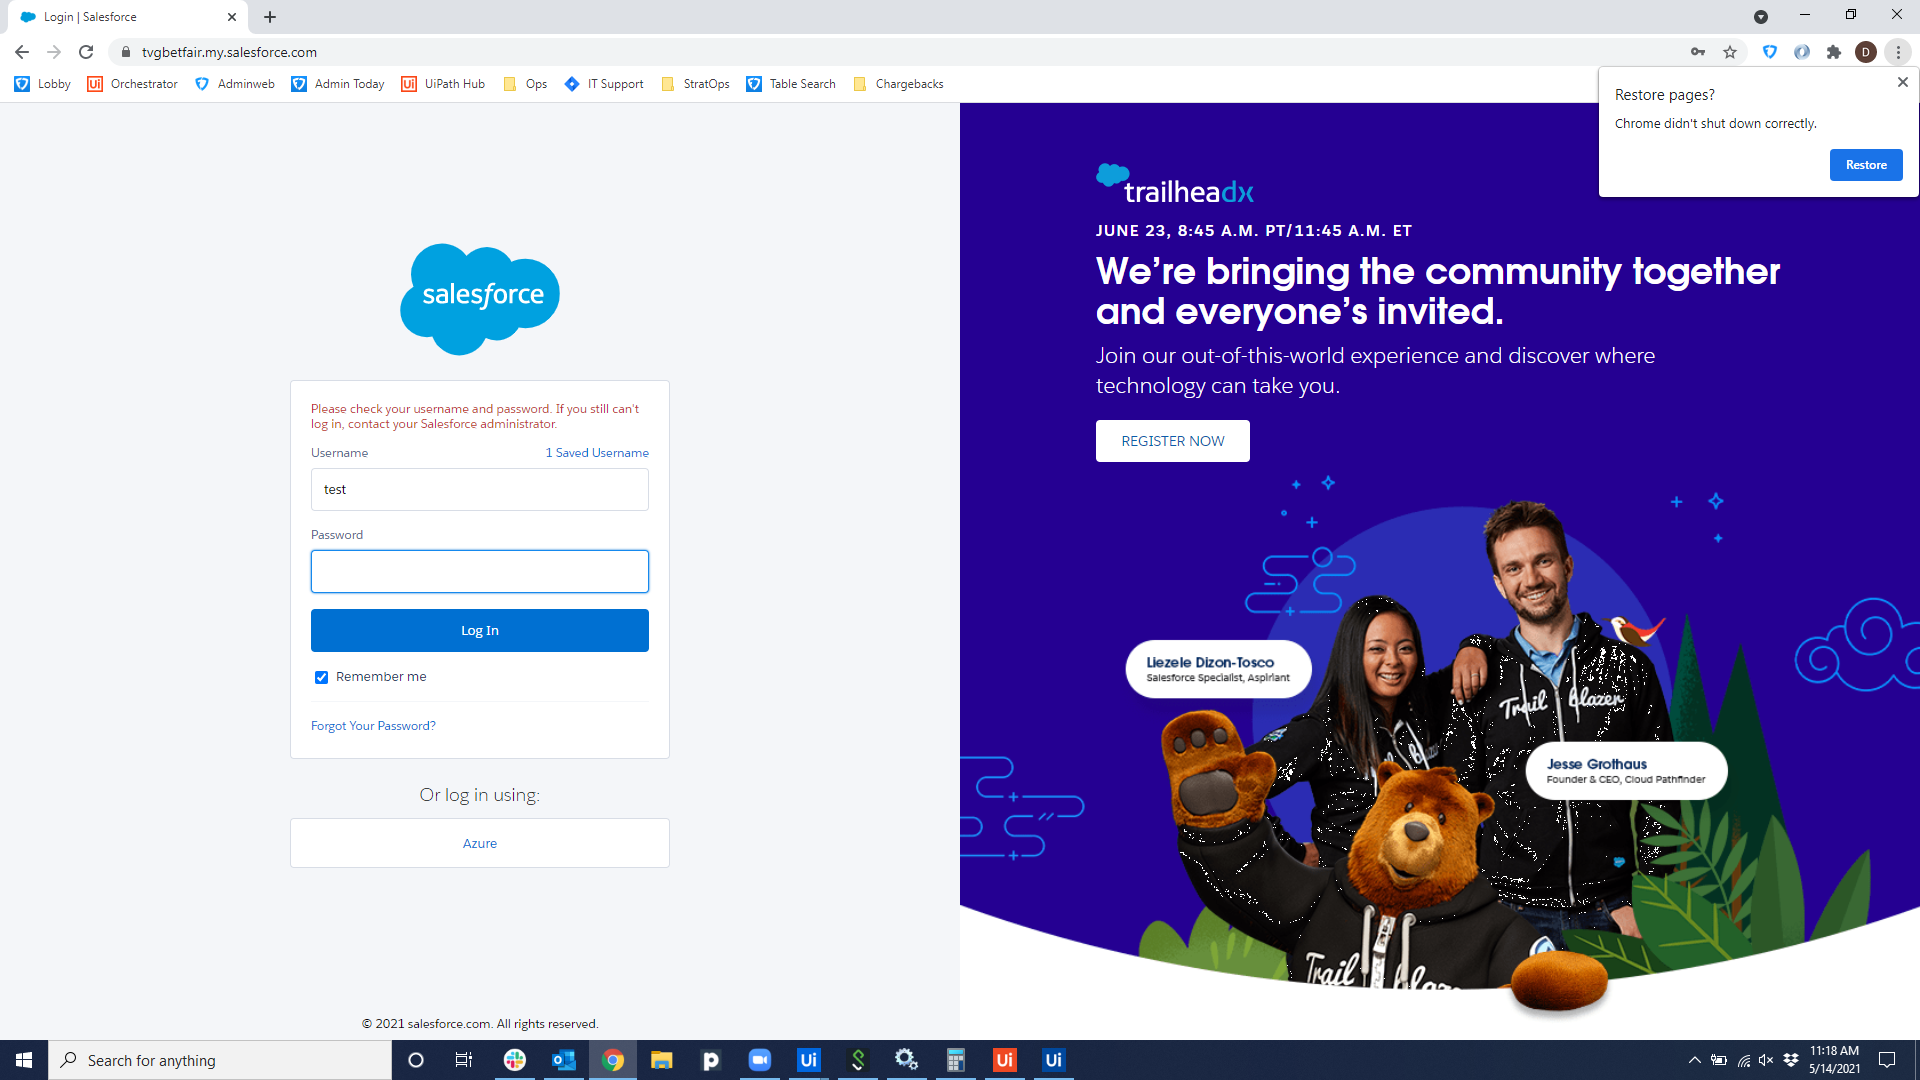 Login | Salesforce
tvgbetfair.my.salesforce.com
D
Lobby
Orchestrator
Adminweb
Admin Today
UiPath Hub
Ops
IT Support
StratOps
Table Search
Chargebacks
Restore pages?
Chrome didn't shut down correctly.
Restore
salesforce
Please check your username and password. If you still can't
log in, contact your Salesforce administrator.
Username
1 Saved Username
test
Password
Log In
Remember me
Forgot Your Password?
Or log in using:
Azure
© 2021 salesforce.com. All rights reserved.
trailheadx
JUNE 23, 8:45 A.M. PT/11:45 A.M. ET
We’re bringing the community together
and everyone’s invited.
Join our out-of-this-world experience and discover where
technology can take you.
REGISTER NOW
Liezele Dizon-Tosco
Salesforce Specialist, Aspiriant
Trail Blazer
Jesse Grothaus
Founder & CEO, Cloud Pathfinder
Search for anything
11:18 AM
5/14/2021